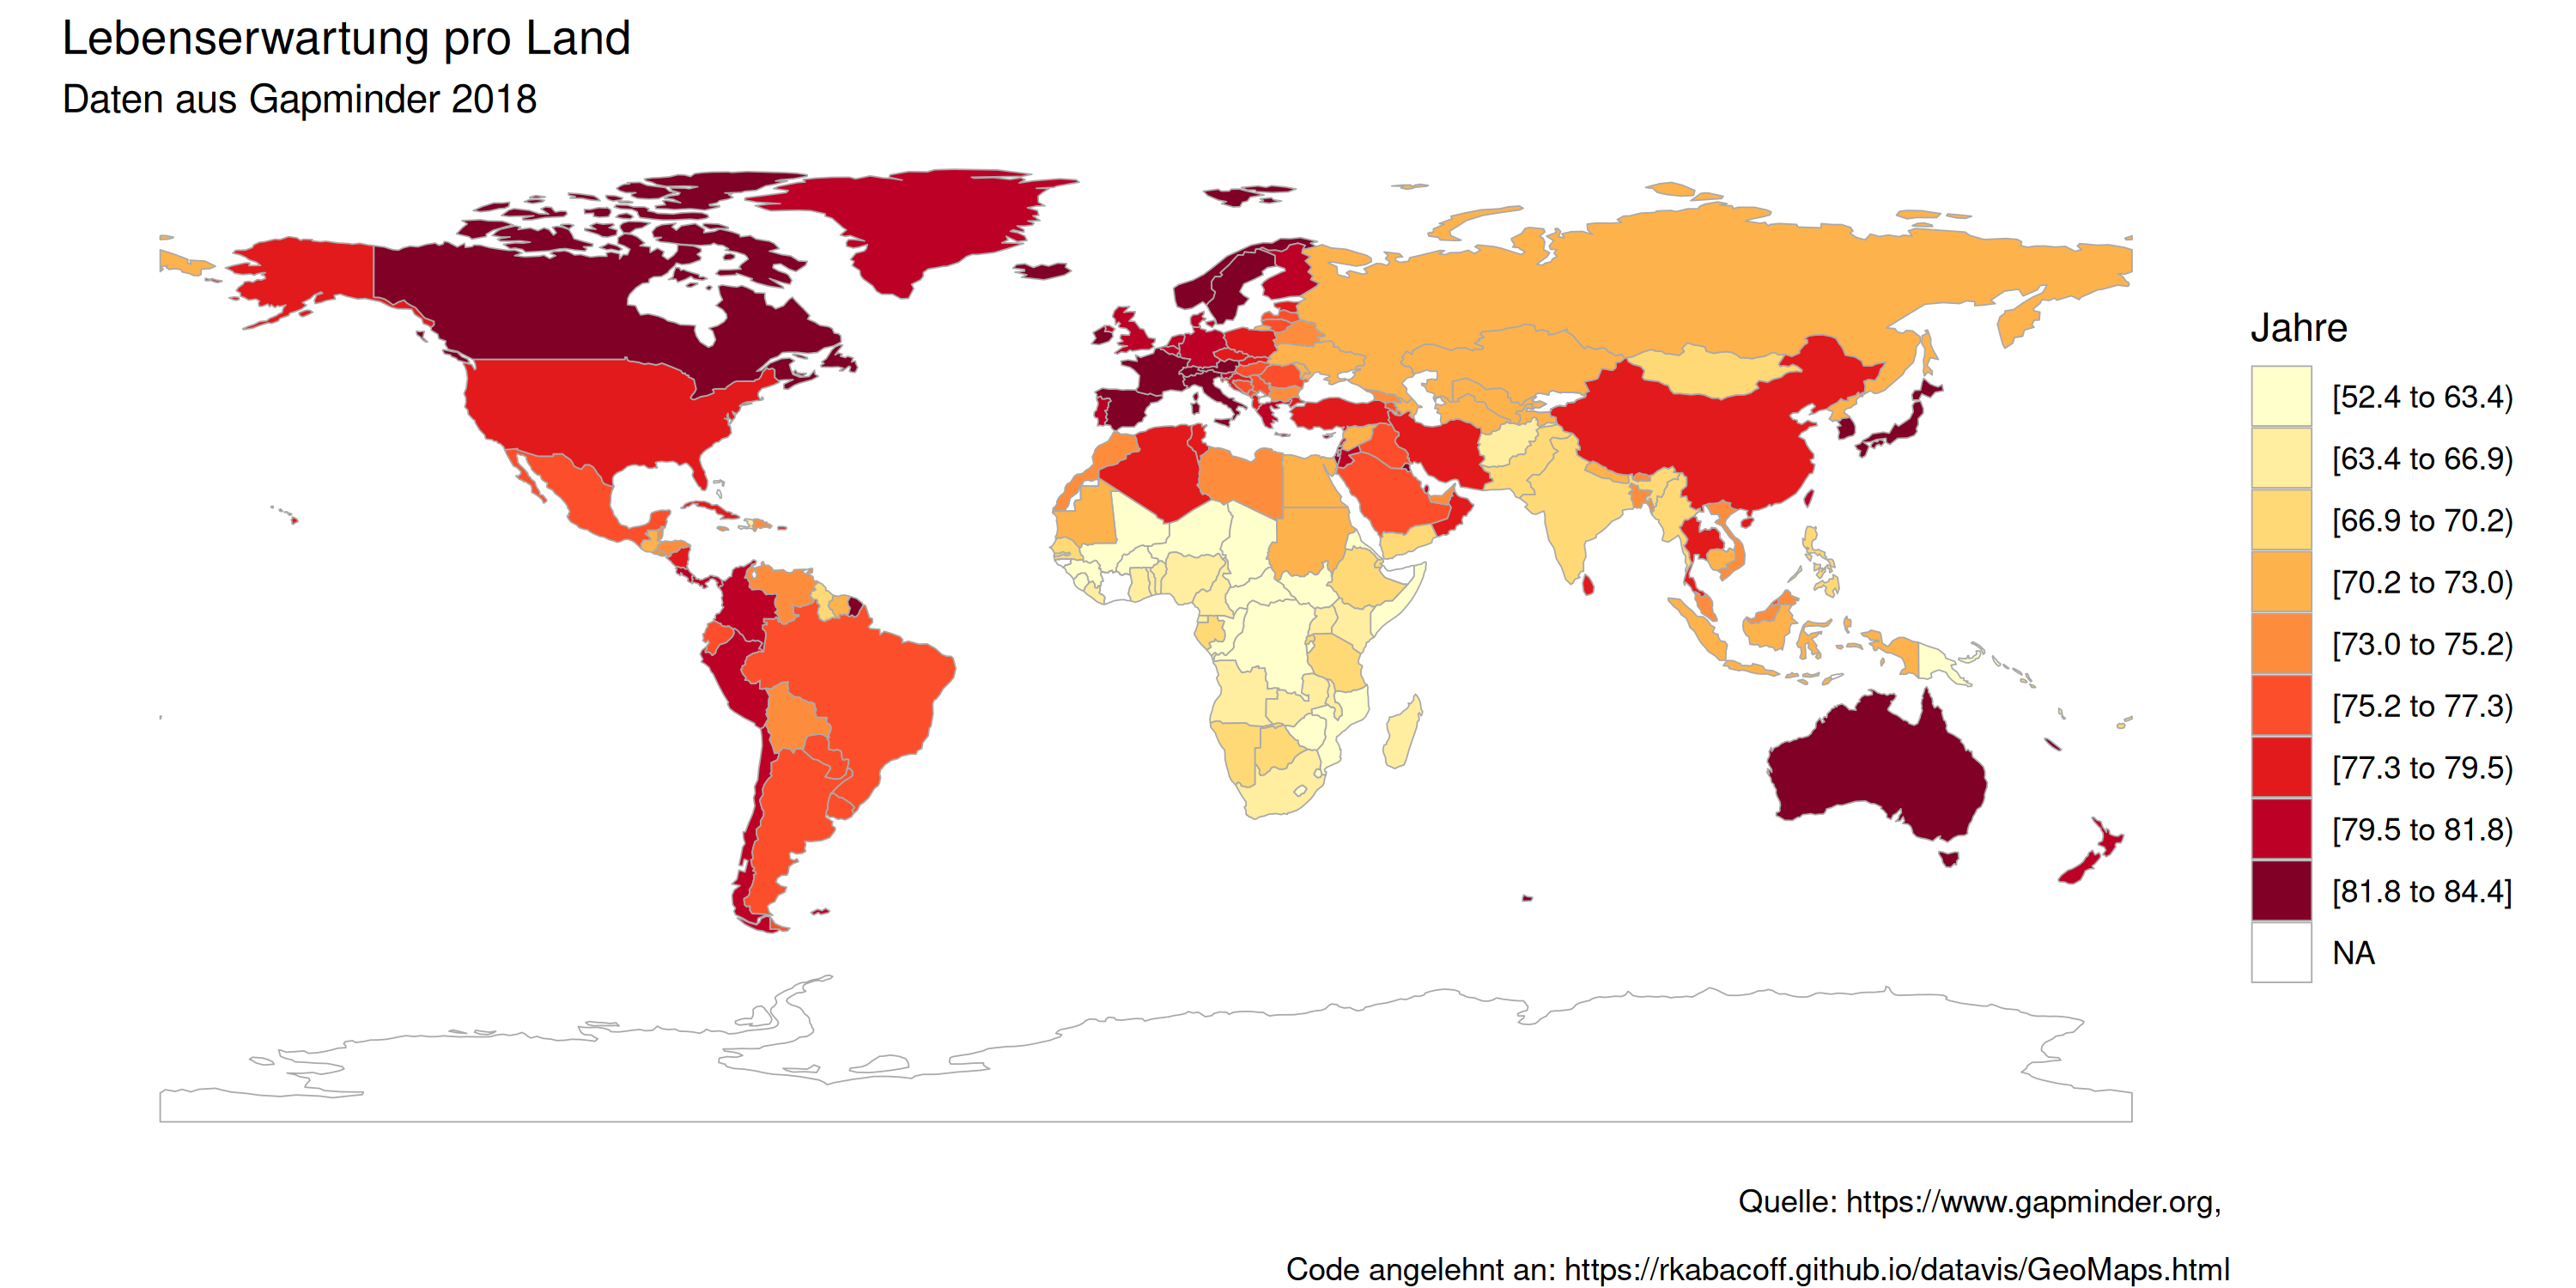 Lebenserwartung pro Land
Daten aus Gapminder 2018
Jahre
[52.4 to 63.4)
[63.4 to 66.9)
[66.9 to 70.2)
[70.2 to 73.0)
[73.0 to 75.2)
[75.2 to 77.3)
[77.3 to 79.5)
[79.5 to 81.8)
[81.8 to 84.4]
NA
Quelle: https://www.gapminder.org,
Code angelehnt an: https://rkabacoff.github.io/datavis/GeoMaps.html